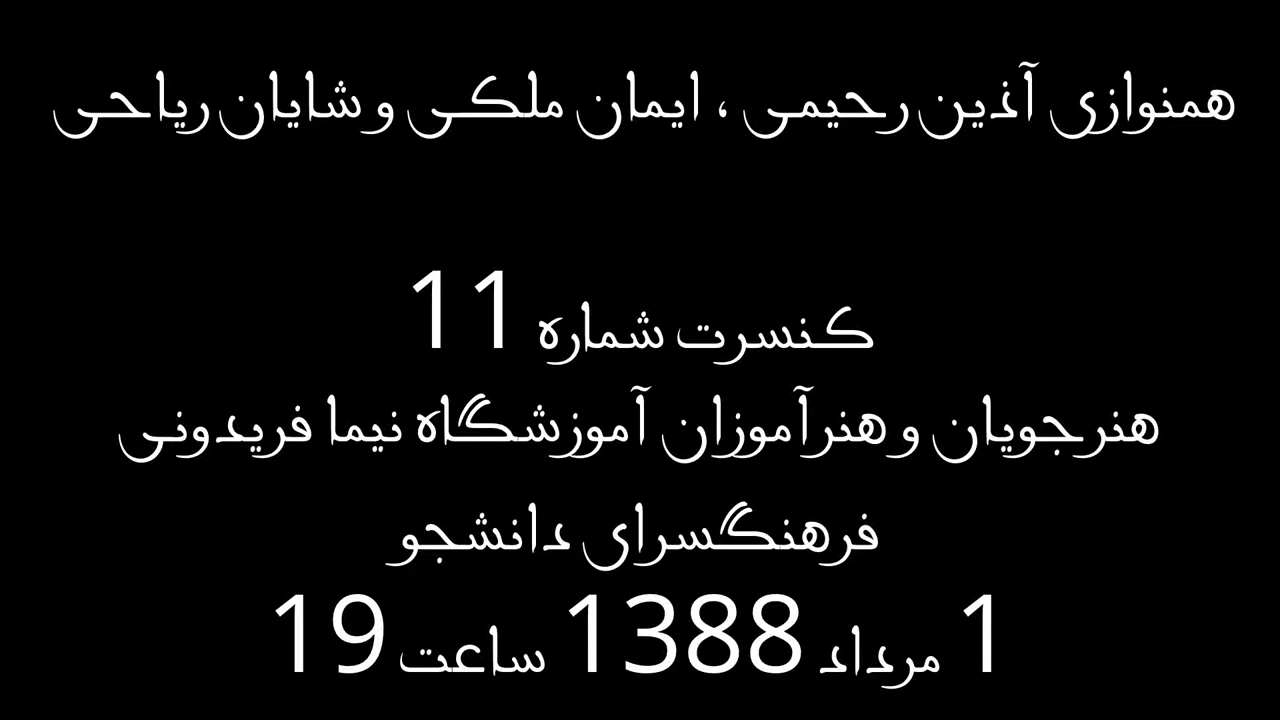 همنوازی آذین رحیمی ، ایمان ملکی و شایان ریاحی
کنسرت شماره 11
هنرجویان و هنرآموزان آموزشگاه نیما فریدونی
فرهنگسرای دانشجو
1 مرداد 1388 ساعت 19